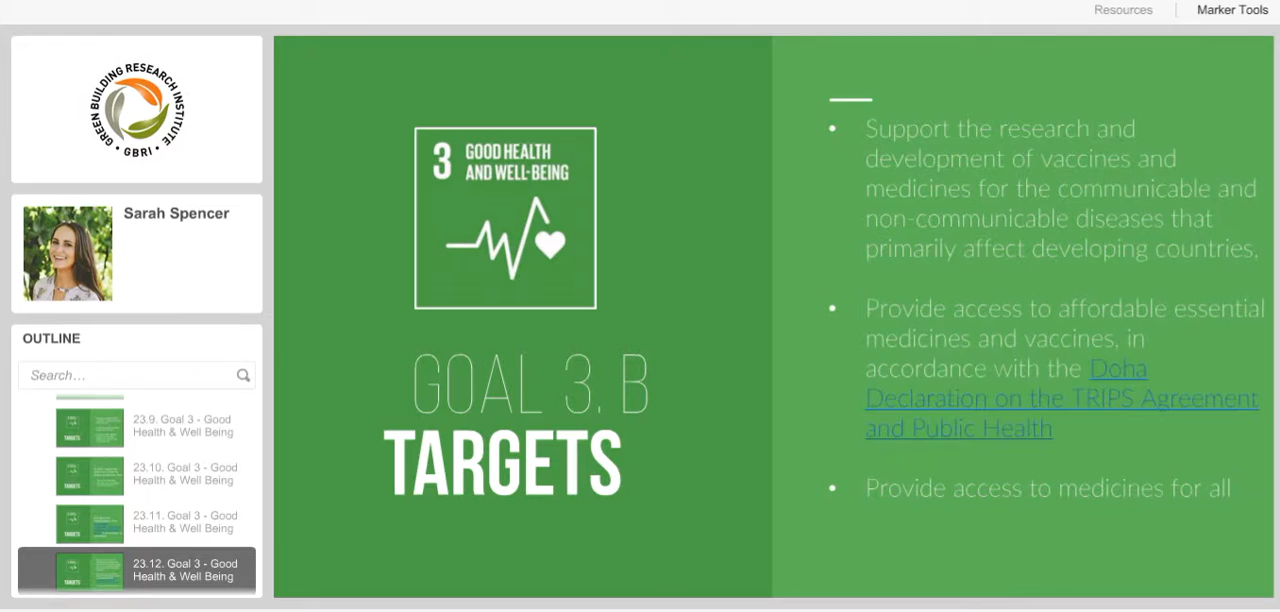 Resources
Marker Tools
GREEN BUILDING RESEARCH INSTITUTE
• GBRI •
Sarah Spencer
OUTLINE
Search...
23.9. Goal 3 - Good
Health & Well Being
23.10. Goal 3 - Good
Health & Well Being
23.11. Goal 3 - Good
Health & Well Being
23.12. Goal 3 - Good
Health & Well Being
TARGETS
TARGETS
TARGETS
TARGETS
3 GOOD HEALTH
AND WELL-BEING
GOAL 3. B
TARGETS
• Support the research and
development of vaccines and
medicines for the communicable and
non-communicable diseases that
primarily affect developing countries,
• Provide access to affordable essential
medicines and vaccines, in
accordance with the Doha
Declaration on the TRIPS Agreement
and Public Health
• Provide access to medicines for all